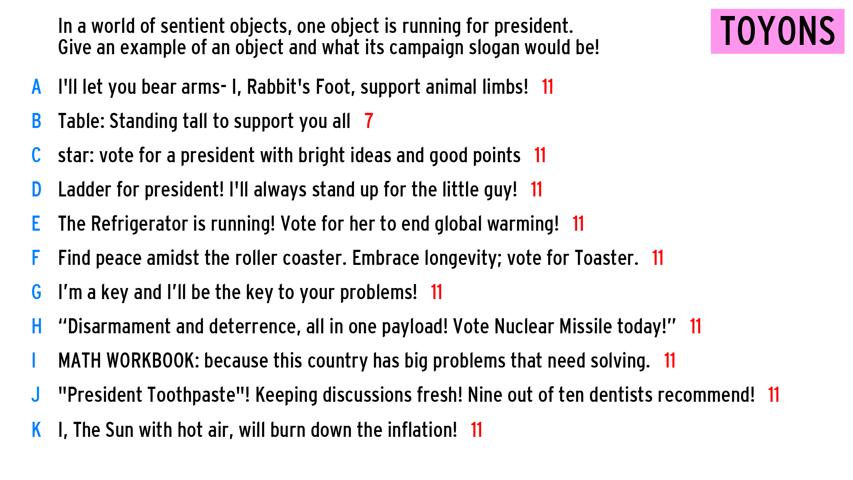 In a world of sentient objects, one object is running for president.
Give an example of an object and what its campaign slogan would be!
TOYONS
A I'll let you bear arms- I, Rabbit's Foot, support animal limbs! 11
B Table: Standing tall to support you all 7
C star: vote for a president with bright ideas and good points 11
D Ladder for president! I'll always stand up for the little guy! 11
E The Refrigerator is running! Vote for her to end global warming! 11
F Find peace amidst the roller coaster. Embrace longevity; vote for Toaster. 11
G I’m a key and I’ll be the key to your problems! 11
H “Disarmament and deterrence, all in one payload! Vote Nuclear Missile today!” 11
I MATH WORKBOOK: because this country has big problems that need solving. 11
J "President Toothpaste"! Keeping discussions fresh! Nine out of ten dentists recommend! 11
K I, The Sun with hot air, will burn down the inflation! 11